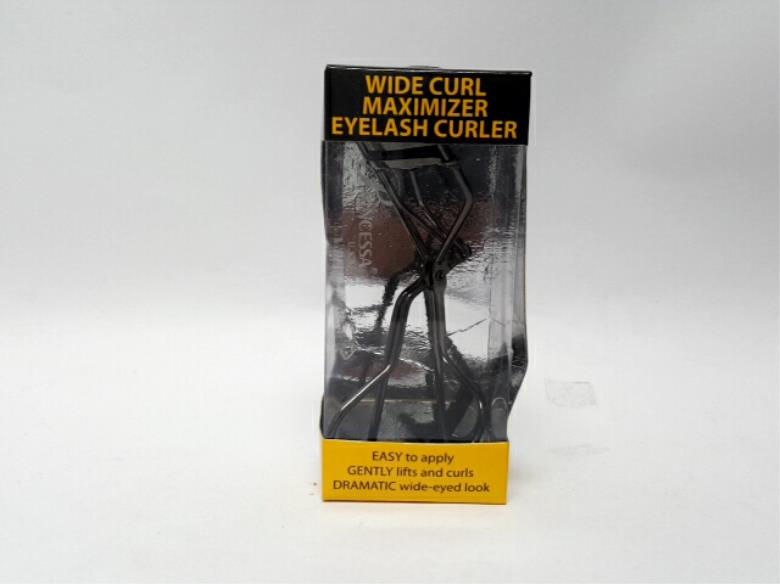 WIDE CURL
MAXIMIZER
EYELASH CURLER
EASY to apply
GENTLY lifts and curls
DRAMATIC wide-eyed look